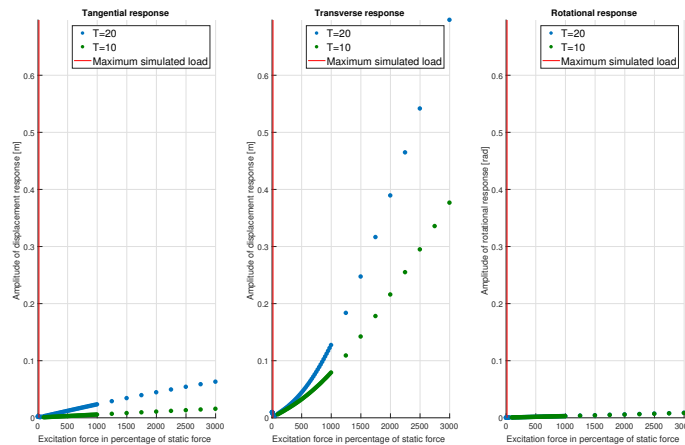 Tangential response
T=20
T=10
Maximum simulated load
Amplitude of displacement response [m]
0.6
0.5
0.4
0.3
0.2
0.1
0
0 500 1000 1500 2000 2500 3000
Excitation force in percentage of static force
Transverse response
T=20
T=10
Maximum simulated load
Amplitude of displacement response [m]
0.6
0.5
0.4
0.3
0.2
0.1
0
0 500 1000 1500 2000 2500 3000
Excitation force in percentage of static force
Rotational response
T=20
T=10
Maximum simulated load
Amplitude of rotational response [rad]
0.6
0.5
0.4
0.3
0.2
0.1
0
0 500 1000 1500 2000 2500 300
Excitation force in percentage of static force